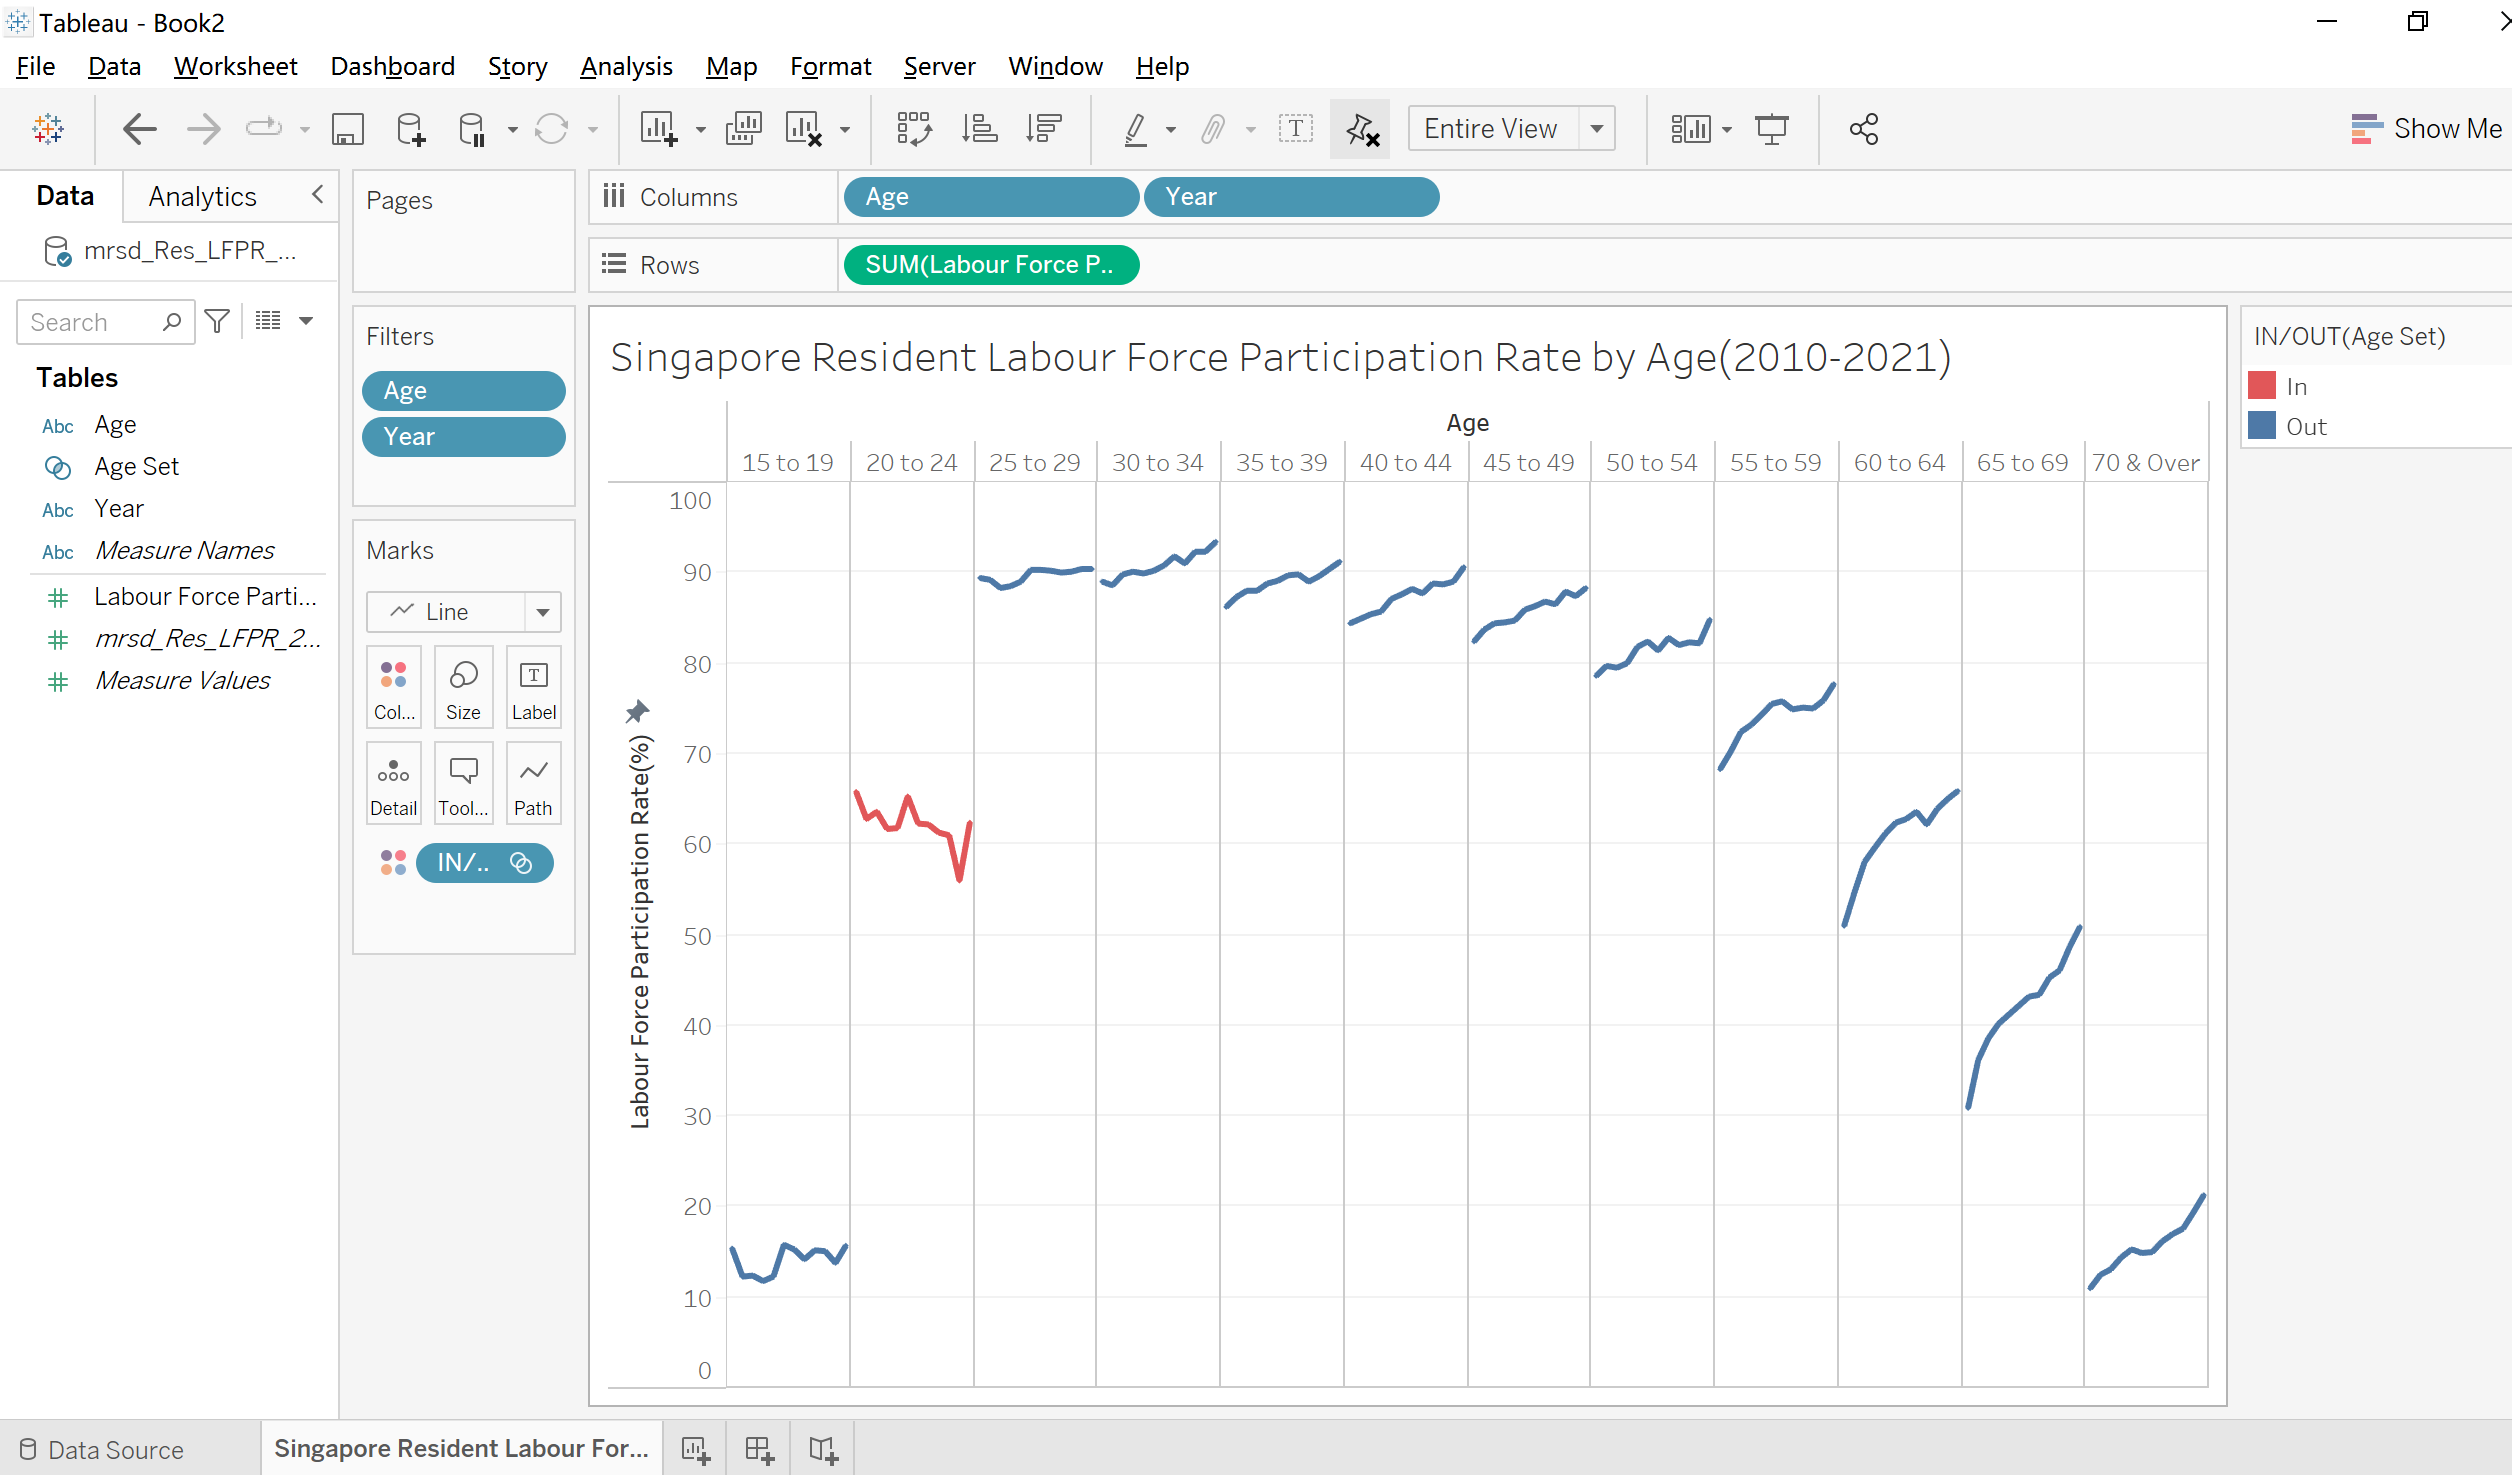 Tableau - Book2
File Data Worksheet Dashboard Story Analysis Map Format Server Window Help
Entire View
Show Me
Data Analytics
mrsd_Res_LFPR_...
Search
Tables
Abc Age
Age Set
Abc Year
Abc Measure Names
Labour Force Parti...
mrsd_Res_LFPR_2...
Measure Values
Pages
Filters
Age
Year
Marks
Line
Col... Size T Label
Detail Tool... Path
IN/..
Columns Age Year
Rows SUM(Labour Force P..
Singapore Resident Labour Force Participation Rate by Age(2010-2021)
Age
15 to 19 20 to 24 25 to 29 30 to 34 35 to 39 40 to 44 45 to 49 50 to 54 55 to 59 60 to 64 65 to 69 70 & Over
Labour Force Participation Rate(%)
100
90
80
70
60
50
40
30
20
10
0
IN/OUT(Age Set)
In
Out
Data Source
Singapore Resident Labour For...